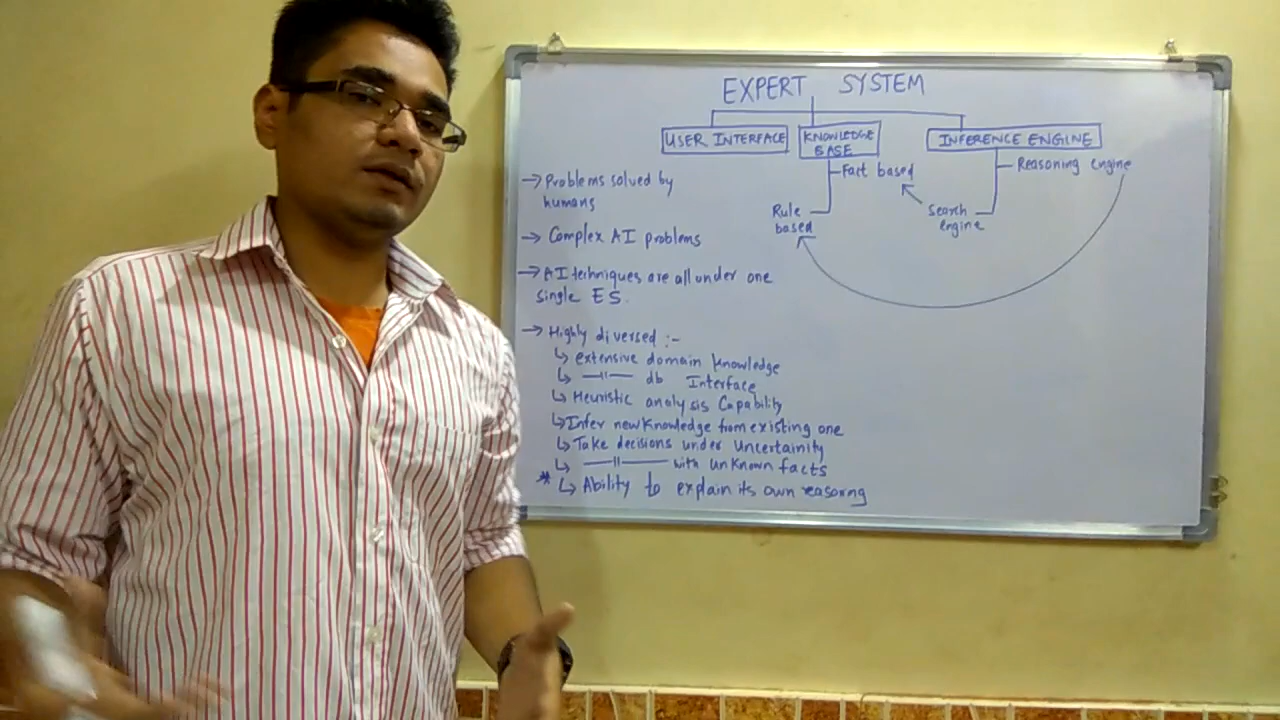 EXPERT SYSTEM
USER INTERFACE
KNOWLEDGE
BASE
INFERENCE ENGINE
Fact based
Reasoning engine
Rule
based
Search
engine
→ Problems solved by
humans
→ Complex AI problems
→ AI techniques are all under one
single ES.
→ Highly diversed :-
↳ extensive domain knowledge
↳ —11— db Interface
↳ Heuristic analysis Capability
↳ Infer new Knowledge from existing one
↳ Take decisions under Uncertainity
↳ —11— with unknown facts
* ↳ Ability to explain its own reasoning